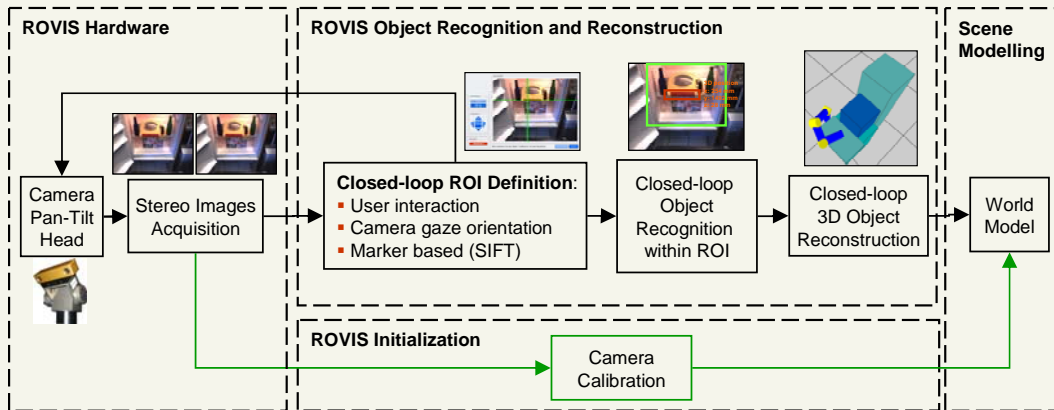 ROVIS Hardware
ROVIS Object Recognition and Reconstruction
Scene
Modelling
Camera
Pan-Tilt
Head
Stereo Images
Acquisition
Closed-loop ROI Definition:
User interaction
Camera gaze orientation
Marker based (SIFT)
Closed-loop
Object
Recognition
within ROI
Closed-loop
3D Object
Reconstruction
World
Model
ROVIS Initialization
Camera
Calibration